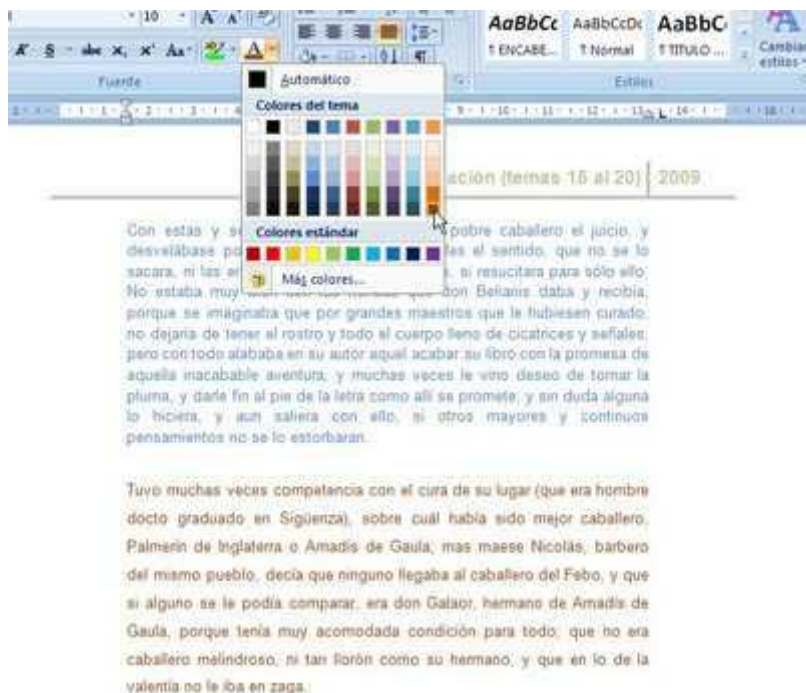 10 A A
AaBbCc AaBbCcDc AaBbC
K S abc x, x' Aa A
¶ ENCABE... ¶ Normal ¶ TITULO ... Cambiar estilos
Fuente Estilos
Automático
Colores del tema
ación (temas 15 al 20) 2009
Colores estándar
Más colores...
Con estas y pobre caballero el juicio, y
desvelábase el sentido, que no se lo
sacara, ni las si resucitara para sólo ello.
No estaba muy don Belianis daba y recibía,
porque se imaginaba que por grandes maestros que le hubiesen curado,
no dejaría de tener el rostro y todo el cuerpo lleno de cicatrices y señales;
pero con todo alababa en su autor aquel acabar su libro con la promesa de
aquella inacabable aventura, y muchas veces le vino deseo de tomar la
pluma, y darle fin al pie de la letra como allí se promete; y sin duda alguna
lo hiciera, y aun saliera con ello, si otros mayores y continuos
pensamientos no se lo estorbaran.
Tuvo muchas veces competencia con el cura de su lugar (que era hombre
docto graduado en Sigüenza), sobre cuál había sido mejor caballero,
Palmerín de Inglaterra o Amadís de Gaula; mas maese Nicolás, barbero
del mismo pueblo, decía que ninguno llegaba al caballero del Febo, y que
si alguno se le podía comparar, era don Galaor, hermano de Amadís de
Gaula, porque tenía muy acomodada condición para todo; que no era
caballero melindroso, ni tan llorón como su hermano, y que en lo de la
valentía no le iba en zaga.